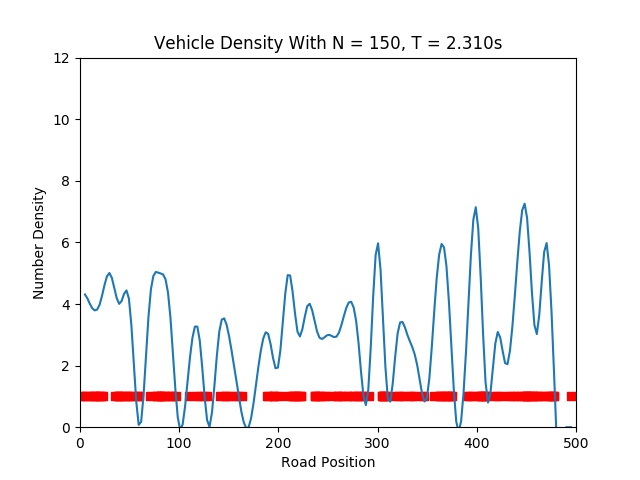 Vehicle Density With N = 150, T = 2.310s
12
10
8
6
4
2
0
Number Density
0 100 200 300 400 500
Road Position